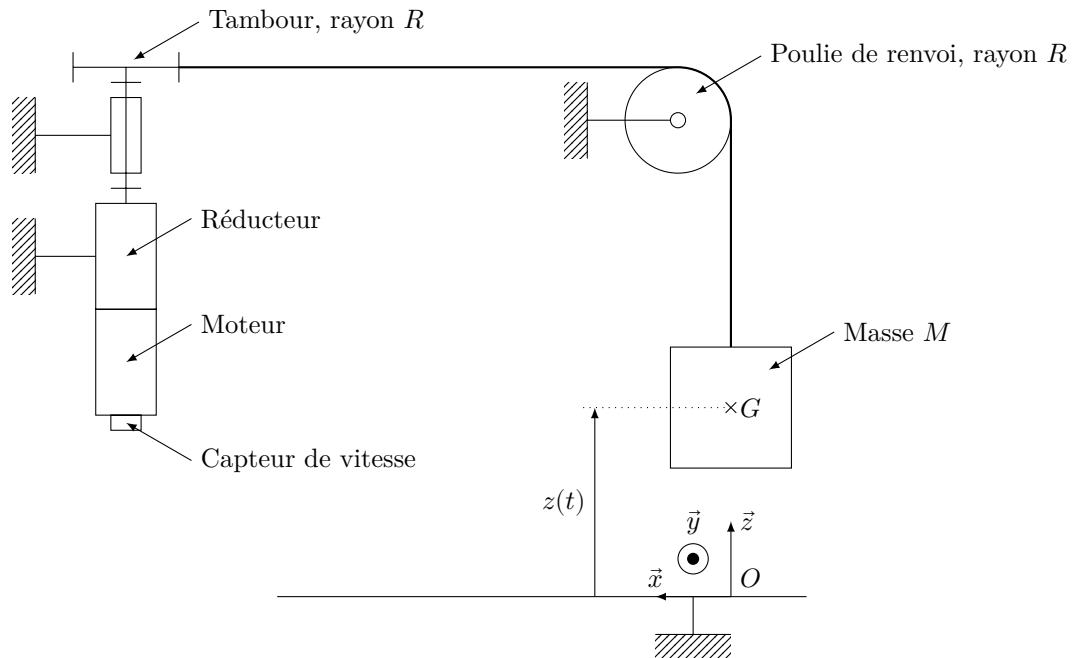 Tambour, rayon R
Poulie de renvoi, rayon R
Réducteur
Moteur
Masse M
G
Capteur de vitesse
z(t)
y⃗
z⃗
x⃗
O